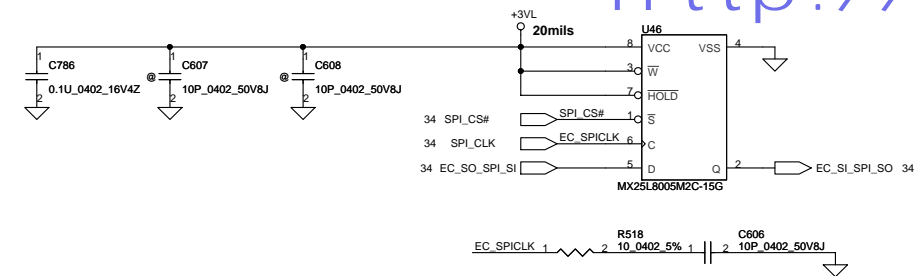 http://
+3VL
20mils
U46
1 C786 0.1U_0402_16V4Z 2
1 @ C607 10P_0402_50V8J 2
1 @ C608 10P_0402_50V8J 2
8 VCC VSS 4
3 W
7 HOLD
34 SPI_CS# SPI_CS# 1 S
34 SPI_CLK EC_SPICLK 6 C
34 EC_SO_SPI_SI 5 D Q 2 EC_SI_SPI_SO 34
MX25L8005M2C-15G
R518 C606
EC_SPICLK 1 2 10_0402_5% 1 2 10P_0402_50V8J